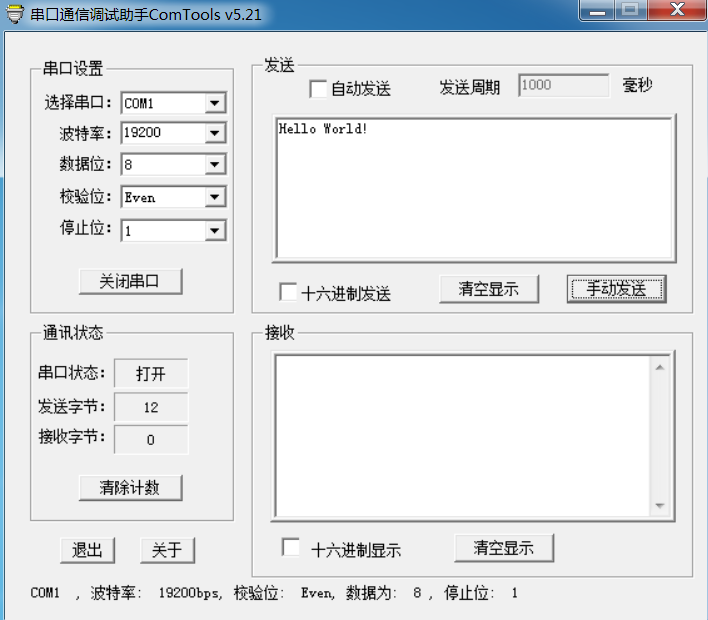 串口通信调试助手ComTools v5.21
串口设置
选择串口: COM1
波特率: 19200
数据位: 8
校验位: Even
停止位: 1
关闭串口
发送
自动发送 发送周期 1000 毫秒
Hello World!
十六进制发送 清空显示 手动发送
通讯状态
串口状态: 打开
发送字节: 12
接收字节: 0
清除计数
接收
十六进制显示 清空显示
退出 关于
COM1 , 波特率: 19200bps, 校验位: Even, 数据为: 8 , 停止位: 1